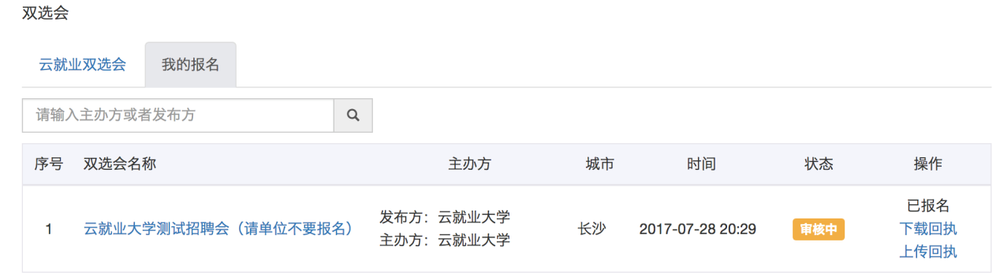 双选会
云就业双选会 我的报名
请输入主办方或者发布方
序号 双选会名称 主办方 城市 时间 状态 操作
1 云就业大学测试招聘会（请单位不要报名） 发布方：云就业大学 长沙 2017-07-28 20:29 审核中 已报名
主办方：云就业大学 下载回执
上传回执